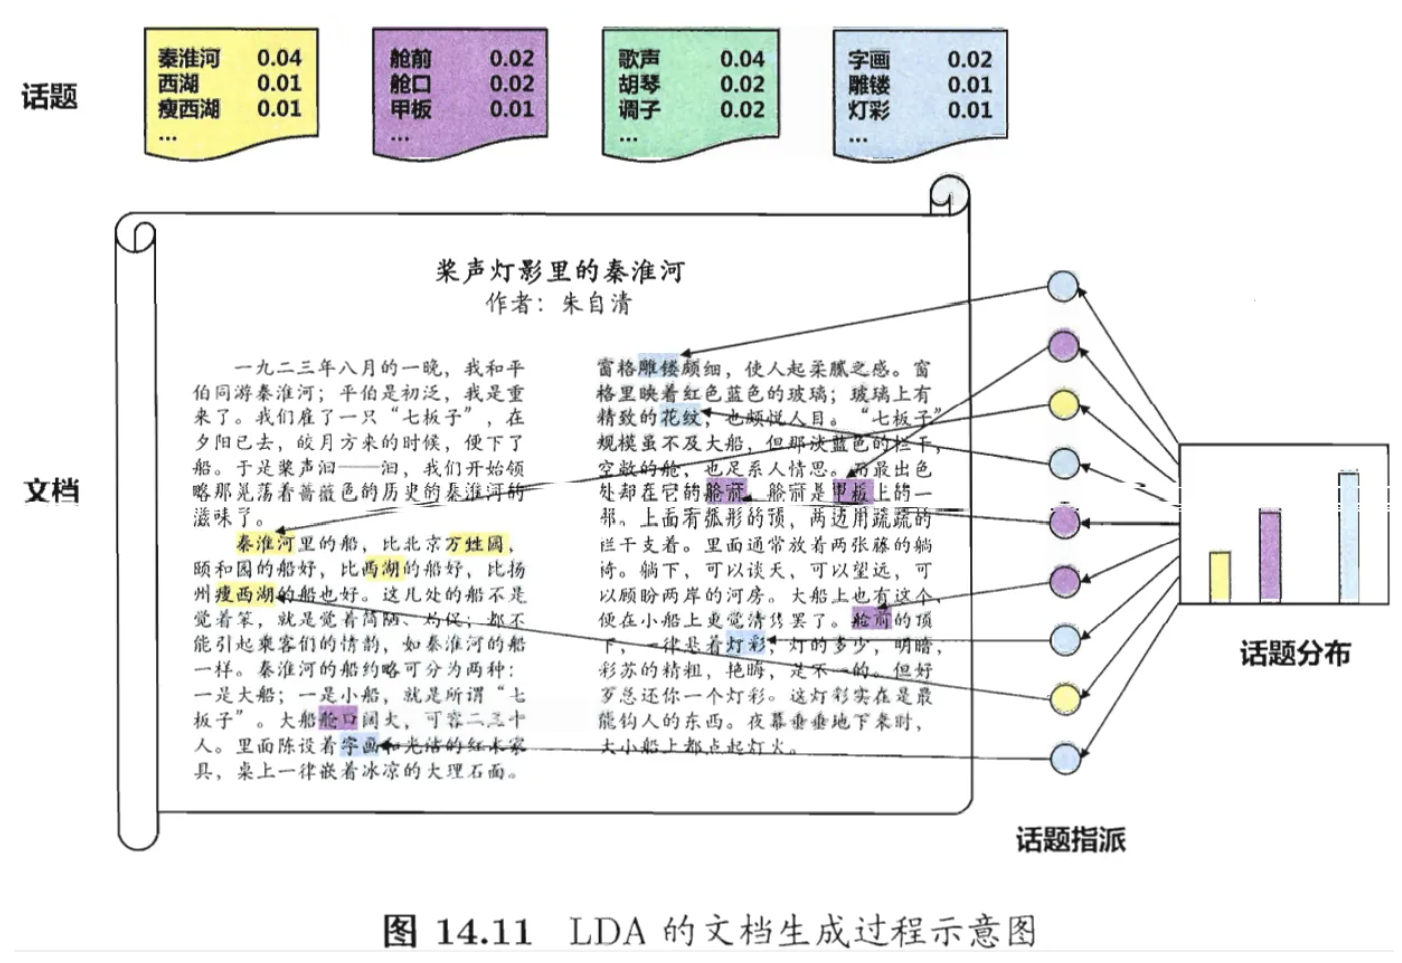 话题
秦淮河 0.04
西湖 0.01
瘦西湖 0.01
...
舱前 0.02
舱口 0.02
甲板 0.01
...
歌声 0.04
胡琴 0.02
调子 0.02
...
字画 0.02
雕镂 0.01
灯彩 0.01
...
文档
桨声灯影里的秦淮河
作者：朱自清
一九二三年八月的一晚，我和平
伯同游秦淮河；平伯是初泛，我是重
来了。我们雇了一只“七板子”，在
夕阳已去，皎月方来的时候，便下了
船。于是桨声汩——汩，我们开始领
略那晃荡着蔷薇色的历史的秦淮河的
滋味了。
秦淮河里的船，比北京万甡园，
颐和园的船好，比西湖的船好，比扬
州瘦西湖的船也好。这几处的船不是
觉着笨，就是觉着简陋、局促；都不
能引起乘客们的情韵，如秦淮河的船
一样。秦淮河的船约略可分为两种：
一是大船；一是小船，就是所谓“七
板子”。大船舱口阔大，可容二三十
人。里面陈设着字画和光洁的红木家
具，桌上一律嵌着冰凉的大理石面。
窗格雕镂颇细，使人起柔腻之感。窗
格里映着红色蓝色的玻璃；玻璃上有
精致的花纹，也颇悦人目。“七板子”
规模虽不及大船，但那淡蓝色的栏干，
空敞的舱，也足系人情思。而最出色
处却在它的舱前。舱前是甲板上的一
部。上面有弧形的顶，两边用疏疏的
栏干支着。里面通常放着两张藤的躺
椅。躺下，可以谈天，可以望远，可
以顾盼两岸的河房。大船上也有这个，
便在小船上更觉清隽罢了。舱前的顶
下，一律悬着灯彩；灯的多少，明暗，
彩苏的精粗，艳晦，是不一的。但好
歹总还你一个灯彩。这灯彩实在是最
能钩人的东西。夜幕垂垂地下来时，
大小船上都点起灯火。
话题分布
话题指派
图 14.11 LDA 的文档生成过程示意图